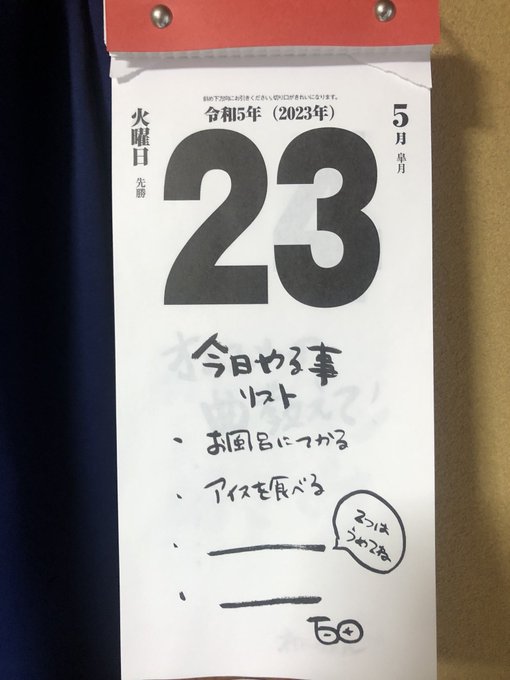 斜め下方向にお引きください。切り口がきれいになります。
令和5年（2023年）
5月 皐月
火曜日 先勝
23
今日やる事
リスト
・お風呂につかる
・アイスを食べる
・
2つは
うめてね
・